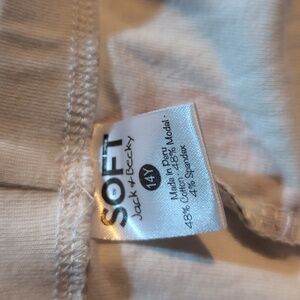 SOFT
Jack & Becky
14Y
Made in Peru
48% Cotton 48% Modal -
4% Spandex